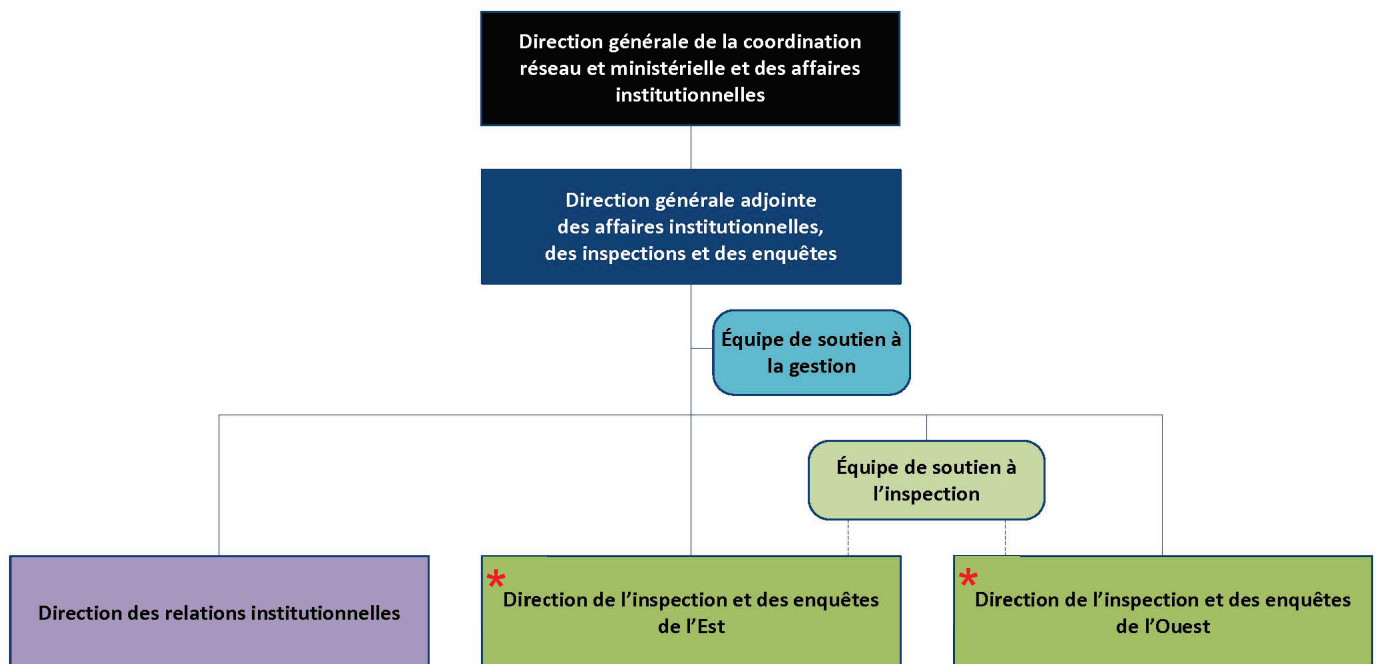 Direction générale de la coordination
réseau et ministérielle et des affaires
institutionnelles
Direction générale adjointe
des affaires institutionnelles,
des inspections et des enquêtes
Équipe de soutien à
la gestion
Équipe de soutien à
l’inspection
Direction des relations institutionnelles
* Direction de l’inspection et des enquêtes
de l’Est
* Direction de l’inspection et des enquêtes
de l’Ouest